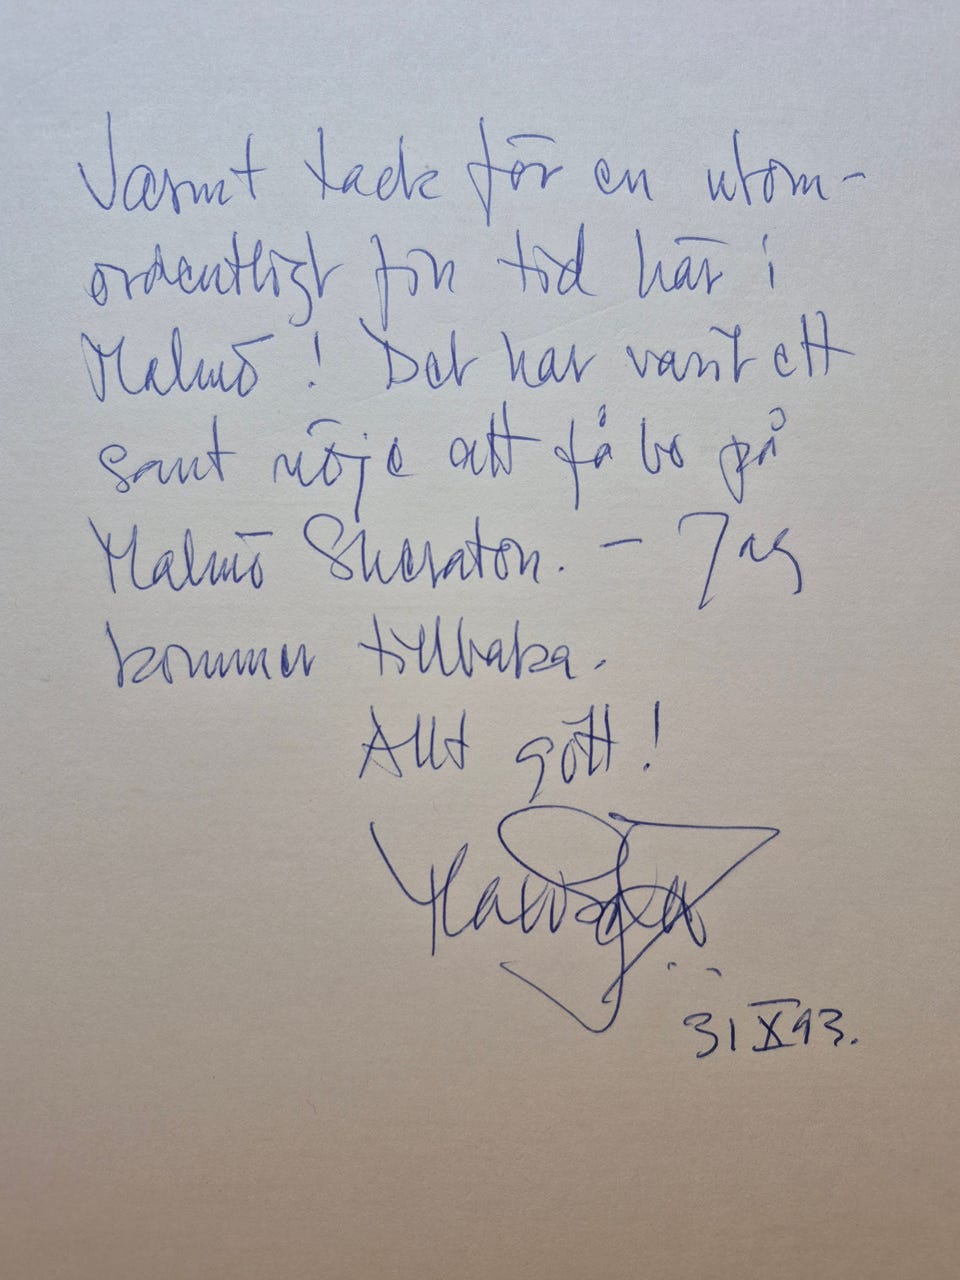 Varmt tack för en utom-
ordentligt fin tid här i
Malmö! Det har varit ett
sant nöje att få bo på
Malmö Sheraton. – Jag
kommer tillbaka.
Allt gött!
31 X 93.